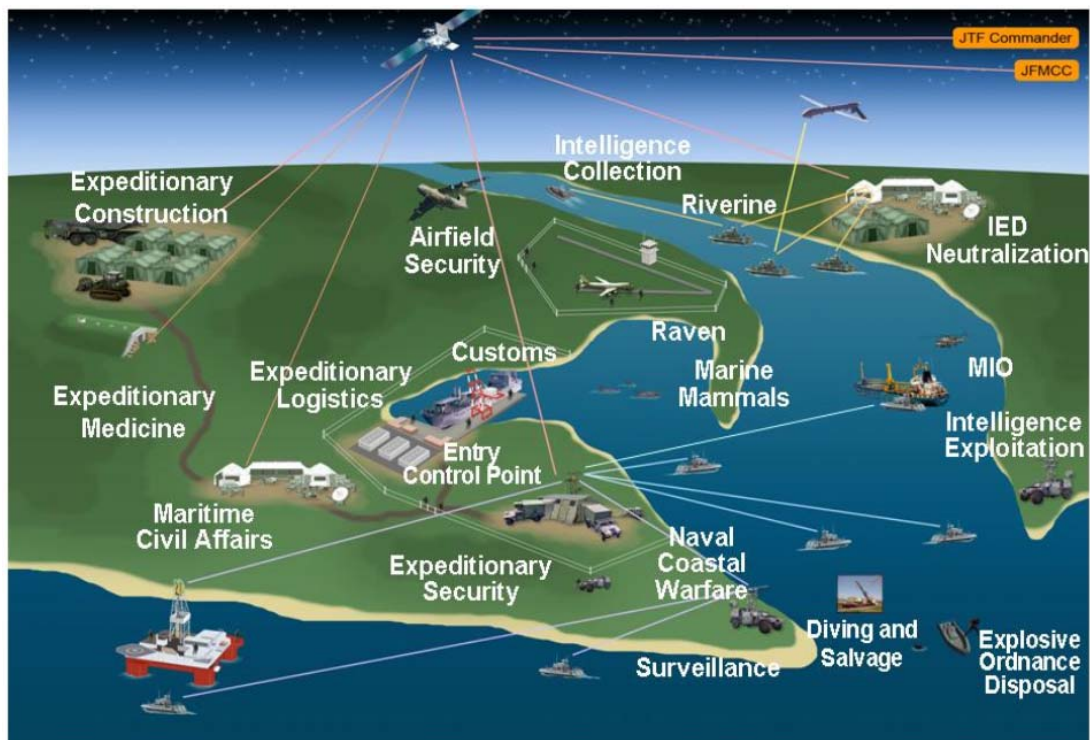 JTF Commander
JFMCC
Intelligence
Collection
Expeditionary
Construction
Riverine
IED
Neutralization
Airfield
Security
Raven
Customs
Expeditionary
Logistics
Marine
Mammals
MIO
Expeditionary
Medicine
Intelligence
Exploitation
Entry
Control Point
Maritime
Civil Affairs
Naval
Coastal
Warfare
Expeditionary
Security
Diving and
Salvage
Explosive
Ordnance
Disposal
Surveillance